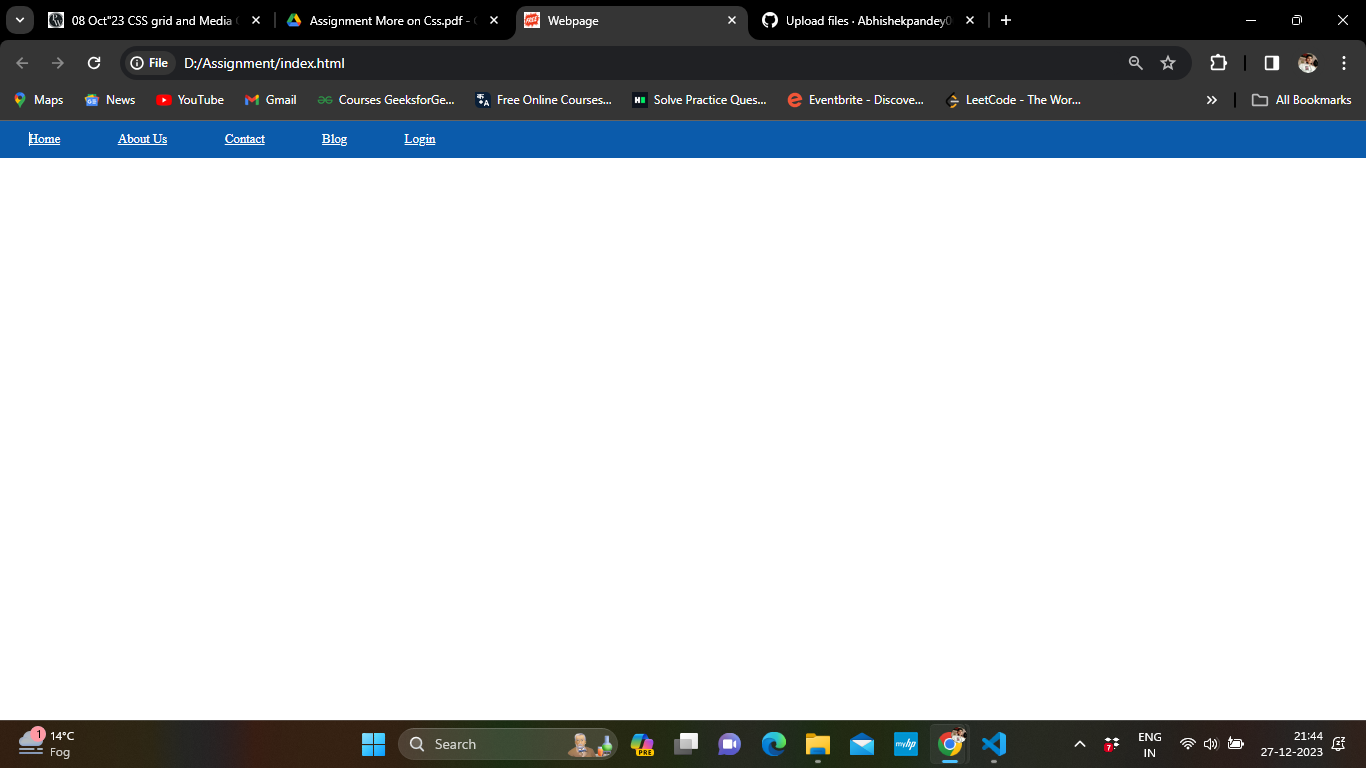 08 Oct"23 CSS grid and Media
Assignment More on Css.pdf -
Webpage
Upload files · Abhishekpandey0
File
D:/Assignment/index.html
Maps
News
YouTube
Gmail
Courses GeeksforGe...
Free Online Courses...
Solve Practice Ques...
Eventbrite - Discove...
LeetCode - The Wor...
All Bookmarks
Home
About Us
Contact
Blog
Login
1
14°C
Fog
Search
PRE
myhp
7
ENG
IN
21:44
27-12-2023